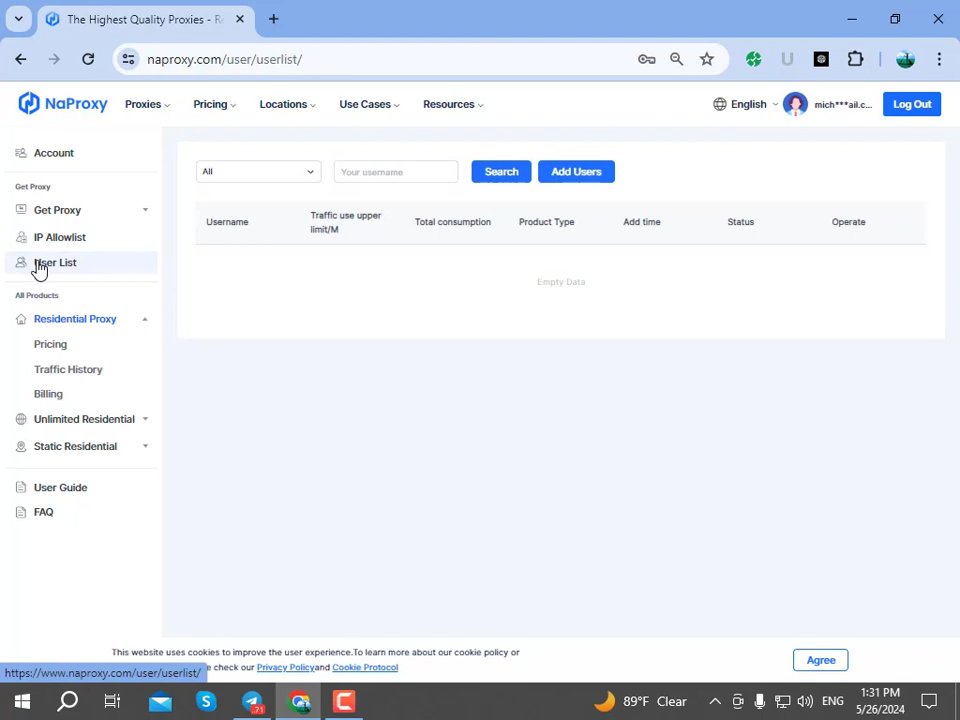 The Highest Quality Proxies - Re
naproxy.com/user/userlist/
NaProxy
Proxies
Pricing
Locations
Use Cases
Resources
English
mich***ail.c...
Log Out
Account
Get Proxy
Get Proxy
IP Allowlist
User List
All Products
Residential Proxy
Pricing
Traffic History
Billing
Unlimited Residential
Static Residential
User Guide
FAQ
All
Your username
Search
Add Users
Username
Traffic use upper
limit/M
Total consumption
Product Type
Add time
Status
Operate
Empty Data
This website uses cookies to improve the user experience.To learn more about our cookie policy or
se check our Privacy Policyand Cookie Protocol
Agree
https://www.naproxy.com/user/userlist/
71
89°F Clear
ENG
1:31 PM
5/26/2024